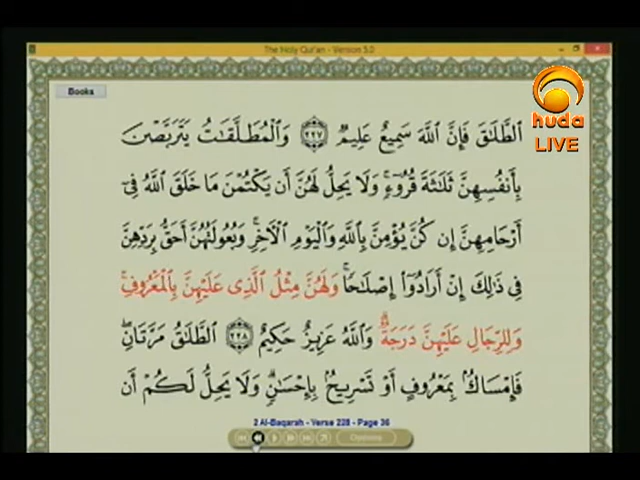 The Holy Qur'an - Version 5.0
Books
huda
LIVE
ٱلطَّلَٰقَ فَإِنَّ ٱللَّهَ سَمِيعٌ عَلِيمٌ ٢٢٧ وَٱلْمُطَلَّقَٰتُ يَتَرَبَّصْنَ
بِأَنفُسِهِنَّ ثَلَٰثَةَ قُرُوٓءٍ ۚ وَلَا يَحِلُّ لَهُنَّ أَن يَكْتُمْنَ مَا خَلَقَ ٱللَّهُ فِىٓ
أَرْحَامِهِنَّ إِن كُنَّ يُؤْمِنَّ بِٱللَّهِ وَٱلْيَوْمِ ٱلْءَاخِرِ ۚ وَبُعُولَتُهُنَّ أَحَقُّ بِرَدِّهِنَّ
فِى ذَٰلِكَ إِنْ أَرَادُوٓا۟ إِصْلَٰحًا ۚ وَلَهُنَّ مِثْلُ ٱلَّذِى عَلَيْهِنَّ بِٱلْمَعْرُوفِ ۚ
وَلِلرِّجَالِ عَلَيْهِنَّ دَرَجَةٌ ۗ وَٱللَّهُ عَزِيزٌ حَكِيمٌ ٢٢٨ ٱلطَّلَٰقُ مَرَّتَانِ ۖ
فَإِمْسَاكٌۢ بِمَعْرُوفٍ أَوْ تَسْرِيحٌۢ بِإِحْسَٰنٍ ۗ وَلَا يَحِلُّ لَكُمْ أَن
2 Al-Baqarah - Verse 228 - Page 36
Options